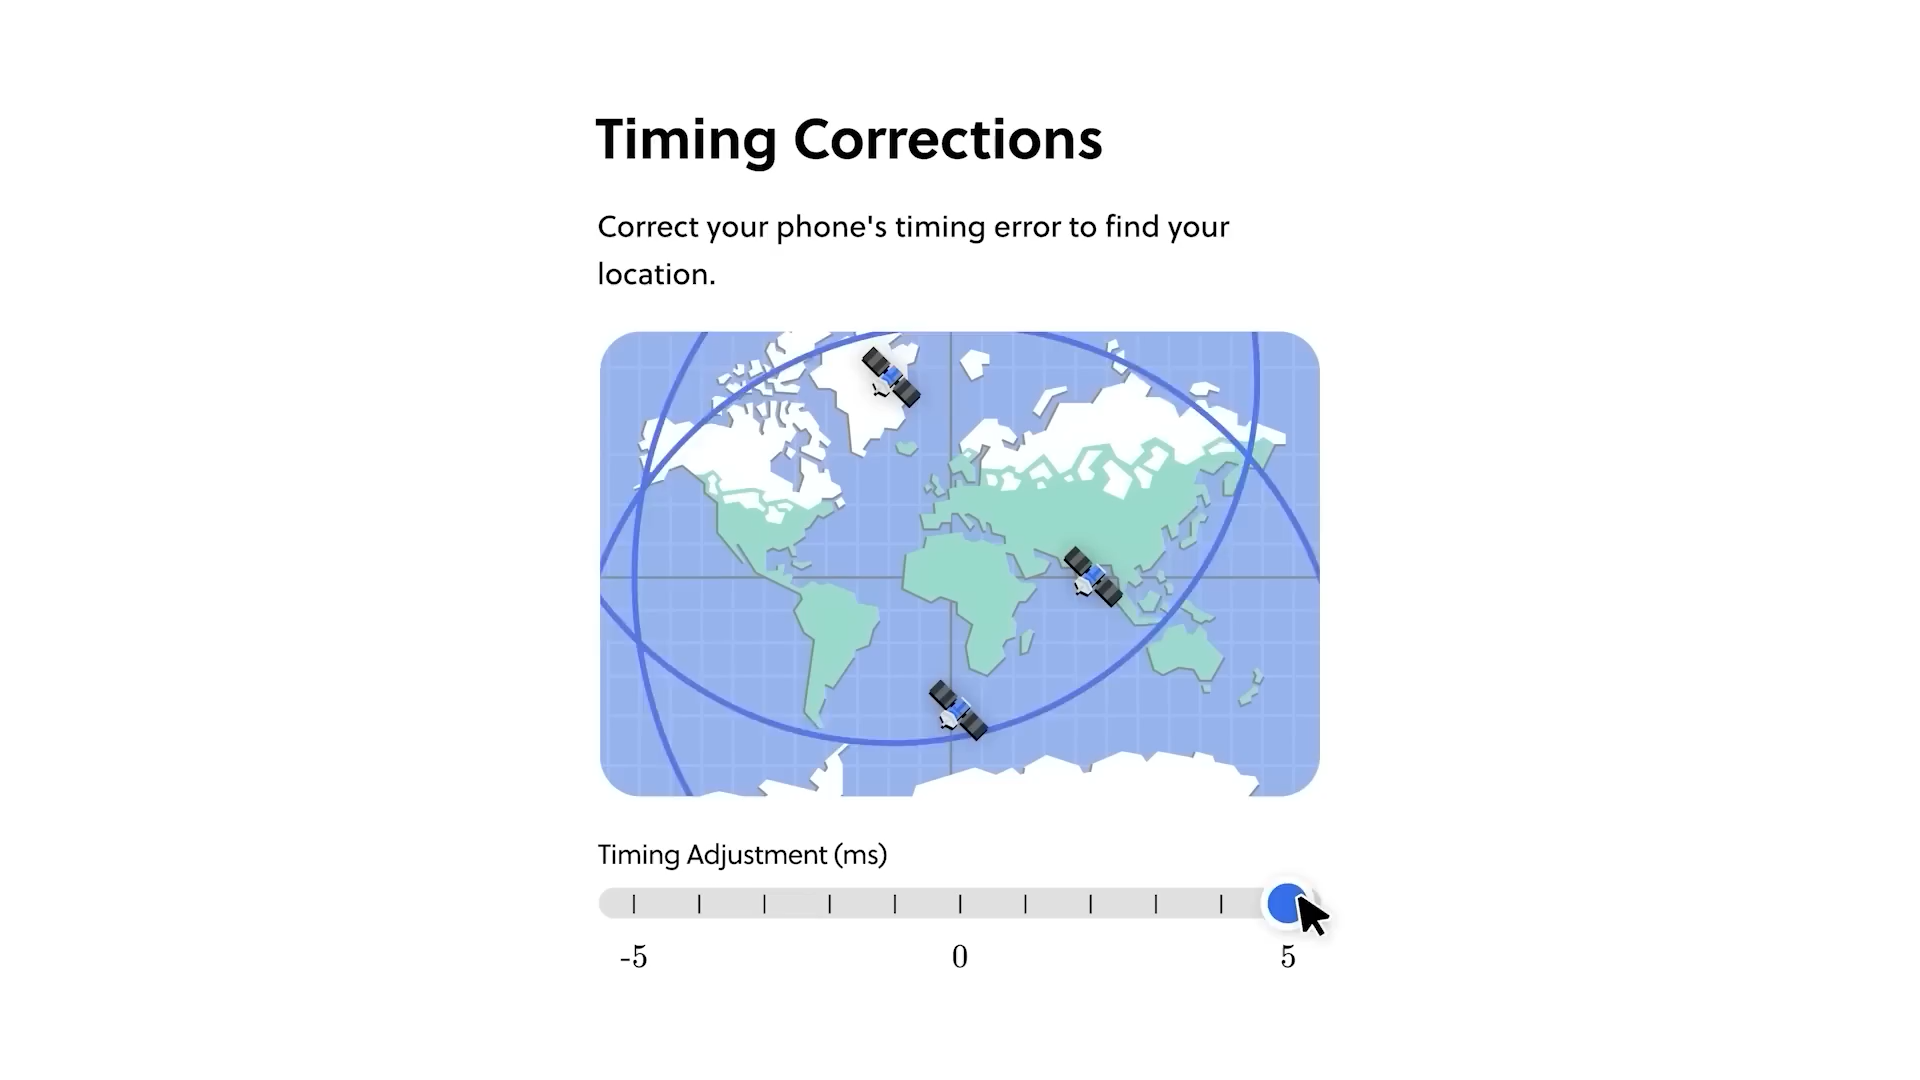 Timing Corrections
Correct your phone's timing error to find your
location.
Timing Adjustment (ms)
-5 0 5